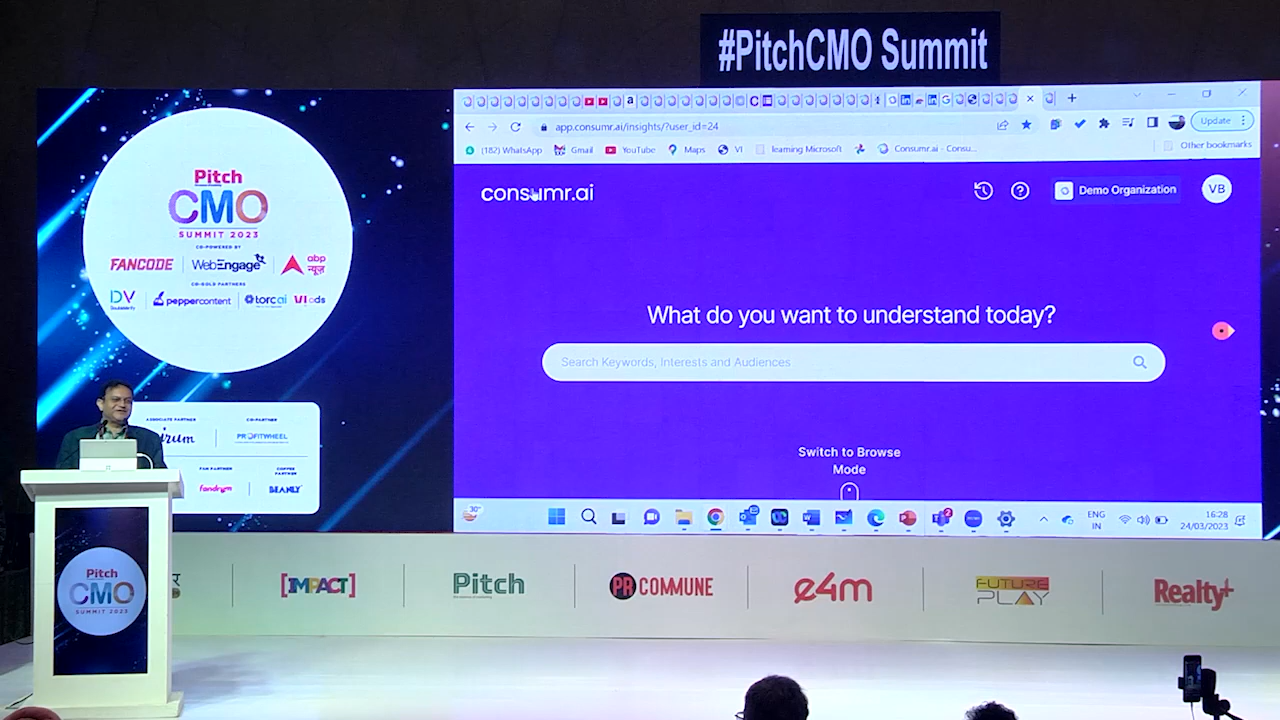 #PitchCMO Summit
Pitch
CMO
SUMMIT 2023
CO-POWERED BY
FANCODE
WebEngage
abp
न्यूज़
CO-GOLD PARTNERS
DV
peppercontent
torcai
VI ads
ASSOCIATE PARTNER
CO-PARTNER
PROFITWHEEL
FAN PARTNER
COFFEE
PARTNER
fandrum
BEANLY
app.consumr.ai/insights/?user_id=24
Update
(182) WhatsApp
Gmail
YouTube
Maps
VI
learning Microsoft
Consumr.ai - Consu...
Other bookmarks
consumr.ai
Demo Organization
VB
What do you want to understand today?
Search Keywords, Interests and Audiences
Switch to Browse
Mode
30°
ENG
IN
16:28
24/03/2023
Pitch
CMO
SUMMIT 2023
[IMPACT]
Pitch
PR COMMUNE
e4m
FUTURE
PLAY
Realty+